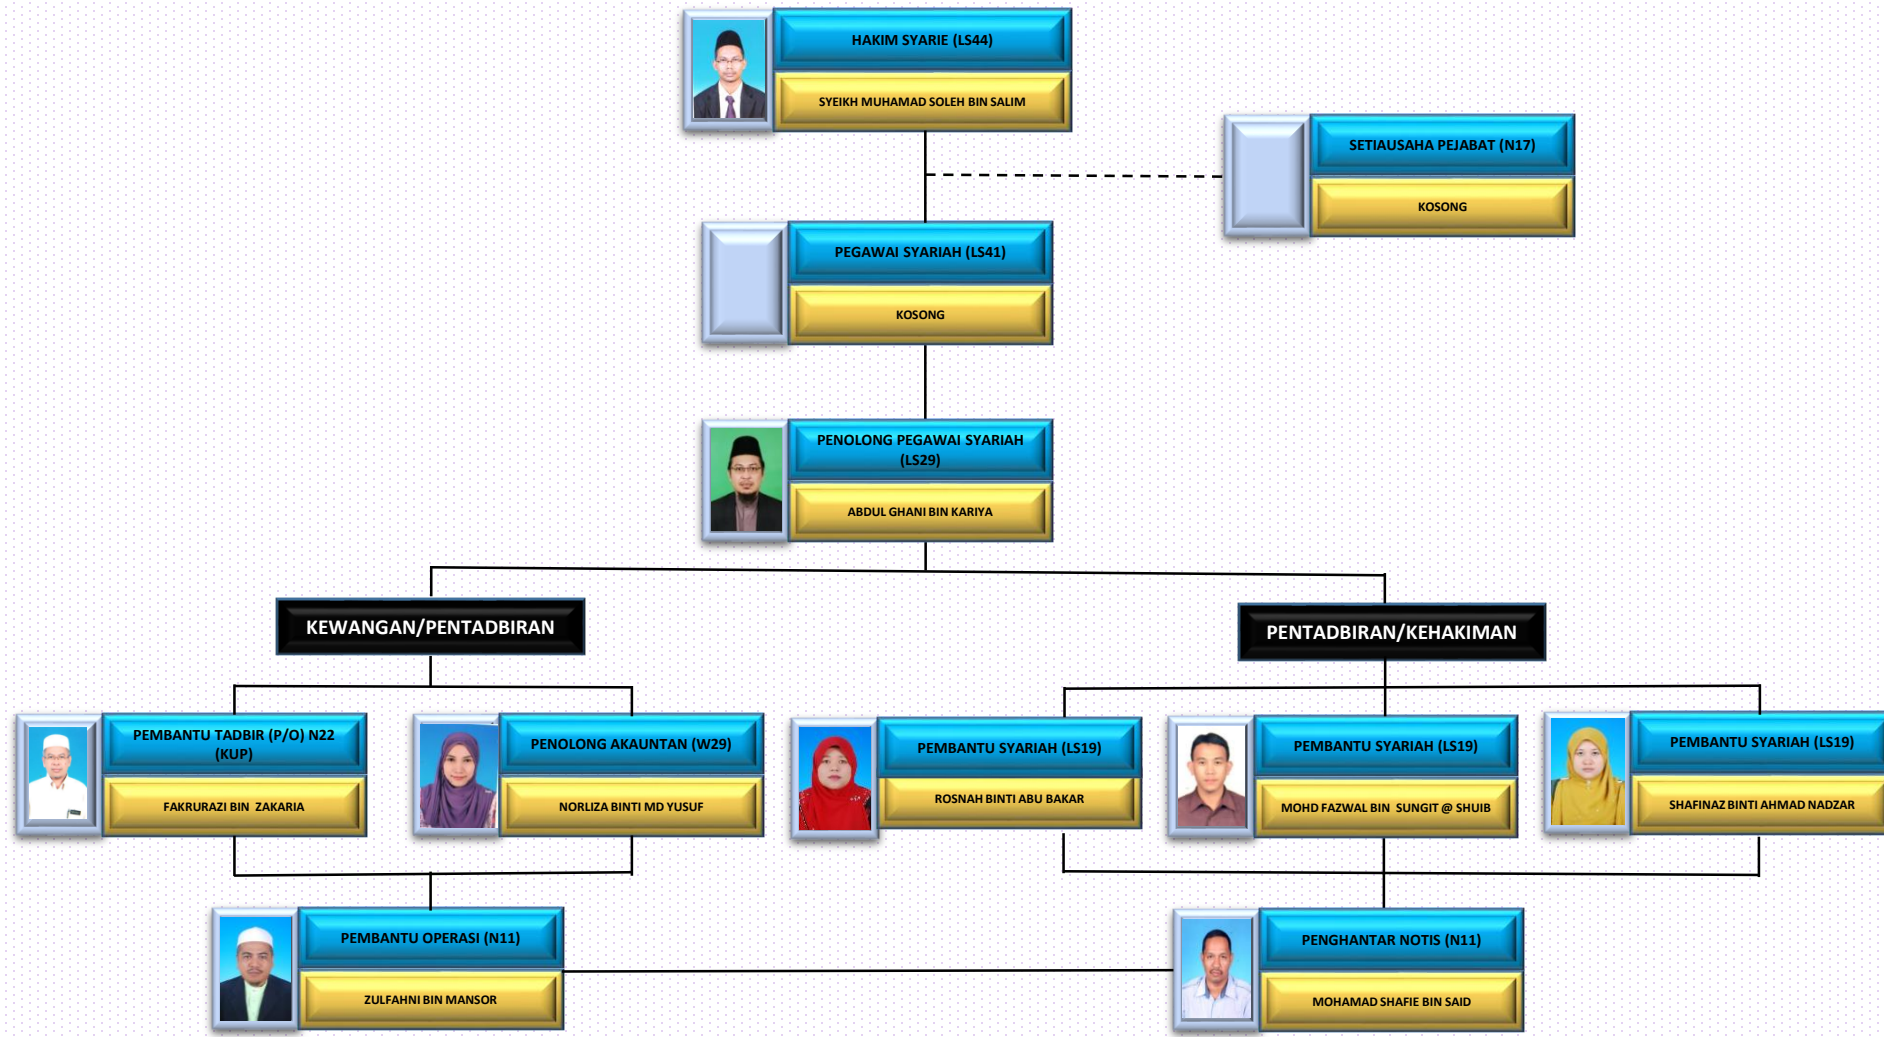 HAKIM SYARIE (LS44)
SYEIKH MUHAMAD SOLEH BIN SALIM
SETIAUSAHA PEJABAT (N17)
KOSONG
PEGAWAI SYARIAH (LS41)
KOSONG
PENOLONG PEGAWAI SYARIAH
(LS29)
ABDUL GHANI BIN KARIYA
KEWANGAN/PENTADBIRAN
PENTADBIRAN/KEHAKIMAN
PEMBANTU TADBIR (P/O) N22
(KUP)
FAKRURAZI BIN ZAKARIA
PENOLONG AKAUNTAN (W29)
NORLIZA BINTI MD YUSUF
PEMBANTU SYARIAH (LS19)
ROSNAH BINTI ABU BAKAR
PEMBANTU SYARIAH (LS19)
MOHD FAZWAL BIN SUNGIT @ SHUIB
PEMBANTU SYARIAH (LS19)
SHAFINAZ BINTI AHMAD NADZAR
PEMBANTU OPERASI (N11)
ZULFAHNI BIN MANSOR
PENGHANTAR NOTIS (N11)
MOHAMAD SHAFIE BIN SAID